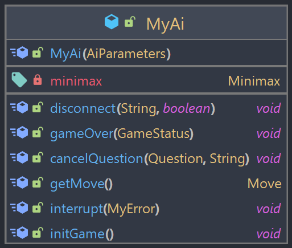 MyAi
MyAi(AiParameters)
minimax Minimax
disconnect(String, boolean) void
gameOver(GameStatus) void
cancelQuestion(Question, String) void
getMove() Move
interrupt(MyError) void
initGame() void